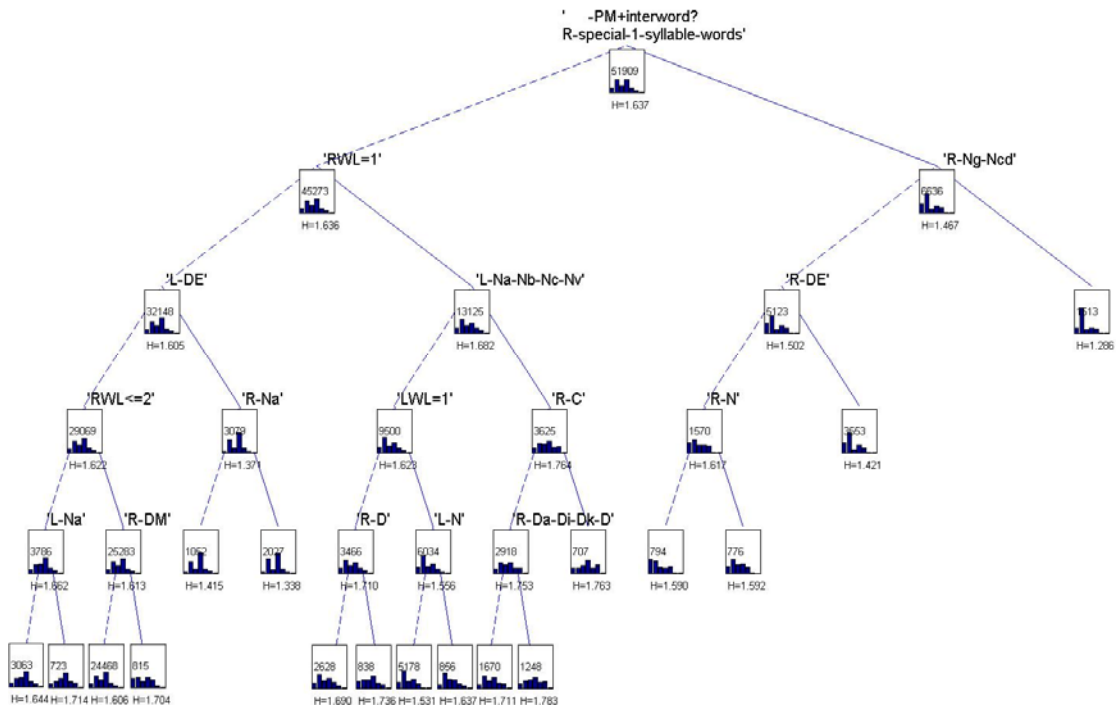 ' -PM+interword?
R-special-1-syllable-words'
51909
H=1.637
'RWL=1'
45273
H=1.636
'R-Ng-Ncd'
6636
H=1.467
'L-DE'
32148
H=1.605
'L-Na-Nb-Nc-Nv'
13125
H=1.682
'R-DE'
5123
H=1.502
1513
H=1.286
'RWL<=2'
29069
H=1.622
'R-Na'
3079
H=1.371
'LWL=1'
9500
H=1.623
'R-C'
3625
H=1.764
'R-N'
1570
H=1.617
3553
H=1.421
'L-Na'
3786
H=1.662
'R-DM'
25283
H=1.613
1052
H=1.415
2027
H=1.338
'R-D'
3466
H=1.710
'L-N'
6034
H=1.556
'R-Da-Di-Dk-D'
2918
H=1.753
707
H=1.763
794
H=1.590
776
H=1.592
3063
H=1.644
723
H=1.714
24468
H=1.606
815
H=1.704
2628
H=1.690
838
H=1.736
5178
H=1.531
856
H=1.637
1670
H=1.711
1248
H=1.783